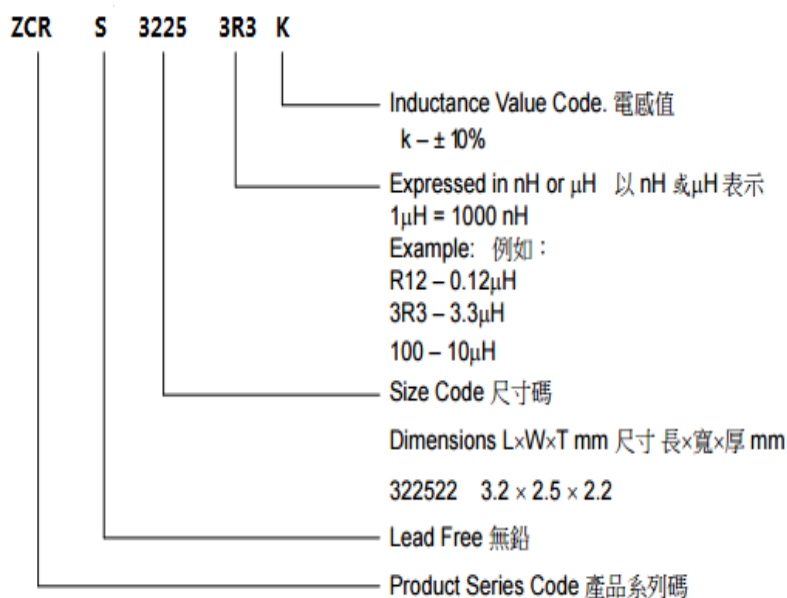 ZCR S 3225 3R3 K
Inductance Value Code. 電感值
k – ± 10%
Expressed in nH or μH 以 nH 或μH 表示
1μH = 1000 nH
Example: 例如：
R12 – 0.12μH
3R3 – 3.3μH
100 – 10μH
Size Code 尺寸碼
Dimensions L×W×T mm 尺寸 長×寬×厚 mm
322522 3.2 × 2.5 × 2.2
Lead Free 無鉛
Product Series Code 產品系列碼